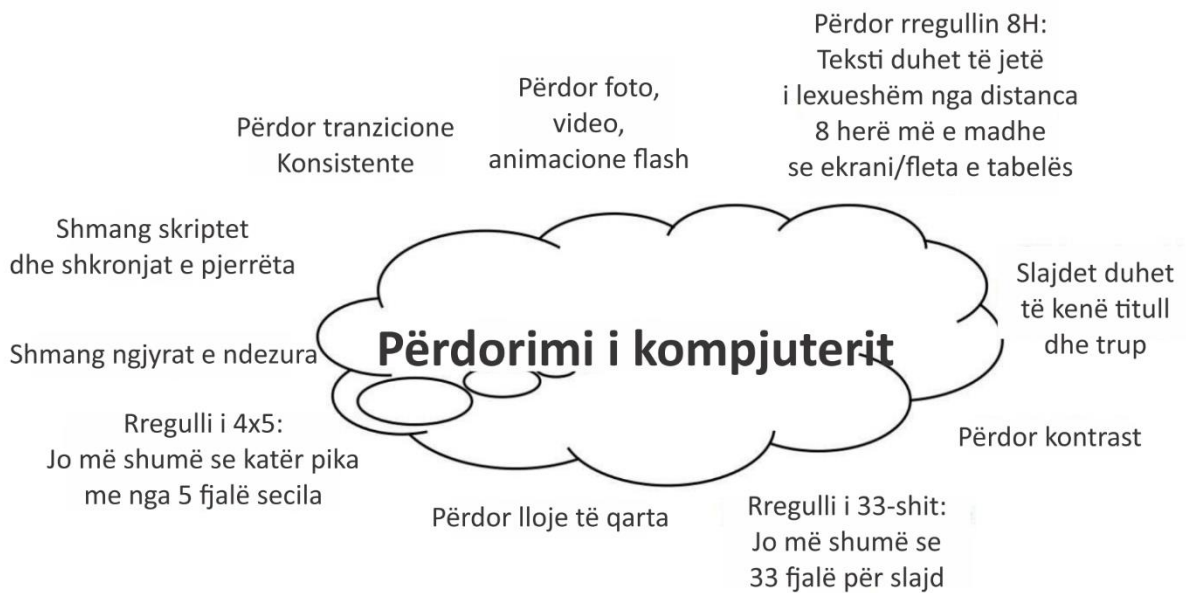 Përdor rregullin 8H:
Teksti duhet të jetë
i lexueshëm nga distanca
8 herë më e madhe
se ekrani/fleta e tabelës
Përdor foto,
video,
animacione flash
Përdor tranzicione
Konsistente
Shmang skriptet
dhe shkronjat e pjerrëta
Slajdet duhet
të kenë titull
dhe trup
Përdorimi i kompjuterit
Shmang ngjyrat e ndezura
Rregulli i 4x5:
Jo më shumë se katër pika
me nga 5 fjalë secila
Përdor kontrast
Përdor lloje të qarta
Rregulli i 33-shit:
Jo më shumë se
33 fjalë për slajd